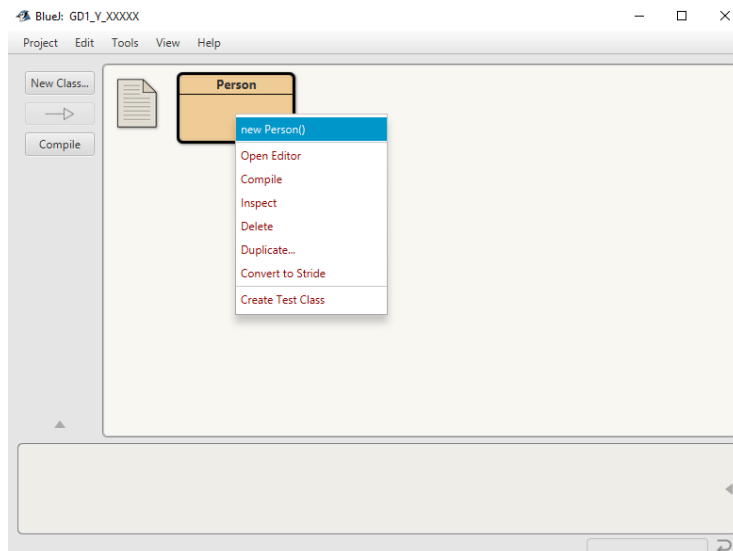 BlueJ: GD1_Y_XXXXX
Project Edit Tools View Help
New Class...
Compile
Person
new Person()
Open Editor
Compile
Inspect
Delete
Duplicate...
Convert to Stride
Create Test Class